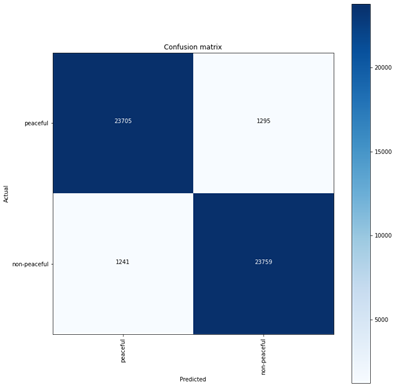 Confusion matrix
20000
peaceful
23705
1295
15000
Actual
10000
non-peaceful
1241
23759
5000
peaceful
non-peaceful
Predicted